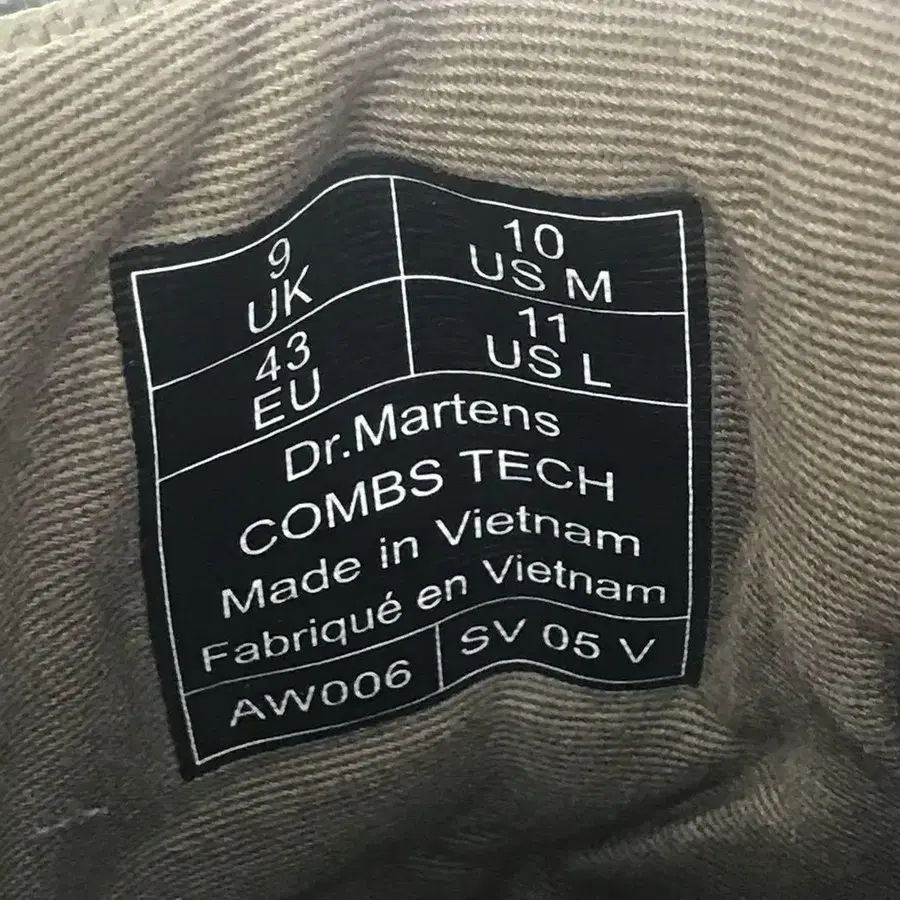 9
UK
10
US M
43
EU
11
US L
Dr.Martens
COMBS TECH
Made in Vietnam
Fabriqué en Vietnam
AW006
SV 05 V